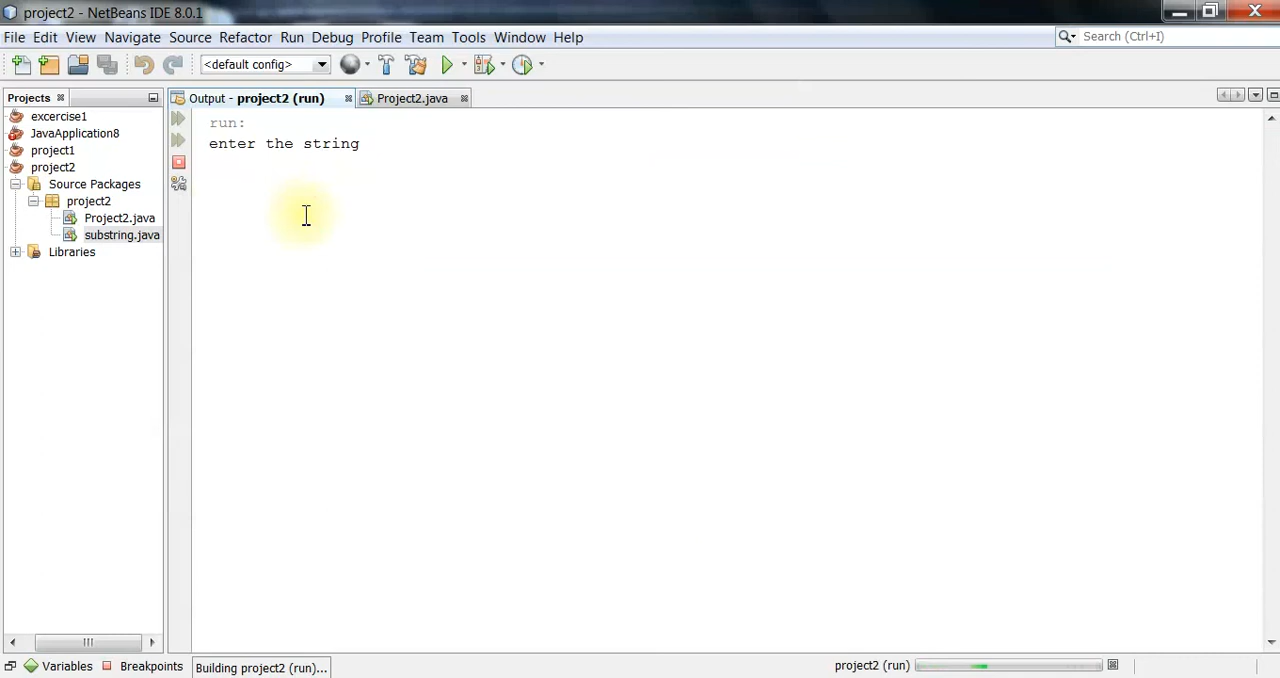 project2 - NetBeans IDE 8.0.1
File Edit View Navigate Source Refactor Run Debug Profile Team Tools Window Help
Search (Ctrl+I)
<default config>
Projects
Output - project2 (run)
Project2.java
excercise1
JavaApplication8
project1
project2
Source Packages
project2
Project2.java
substring.java
Libraries
run:
enter the string
Variables
Breakpoints
Building project2 (run)...
project2 (run)